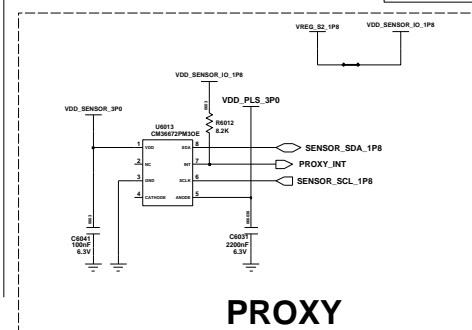 VREG_S2_1P8
VDD_SENSOR_IO_1P8
VDD_SENSOR_IO_1P8
VDD_SENSOR_3P0
VDD_PLS_3P0
R6012
8.2K
U6013
CM36672PM3OE
1 VDD
SDA 8
SENSOR_SDA_1P8
2 NC
INT 7
PROXY_INT
3 GND
SCLK 6
SENSOR_SCL_1P8
4 CATHODE
ANODE 5
C6041
100nF
6.3V
C6031
2200nF
6.3V
PROXY